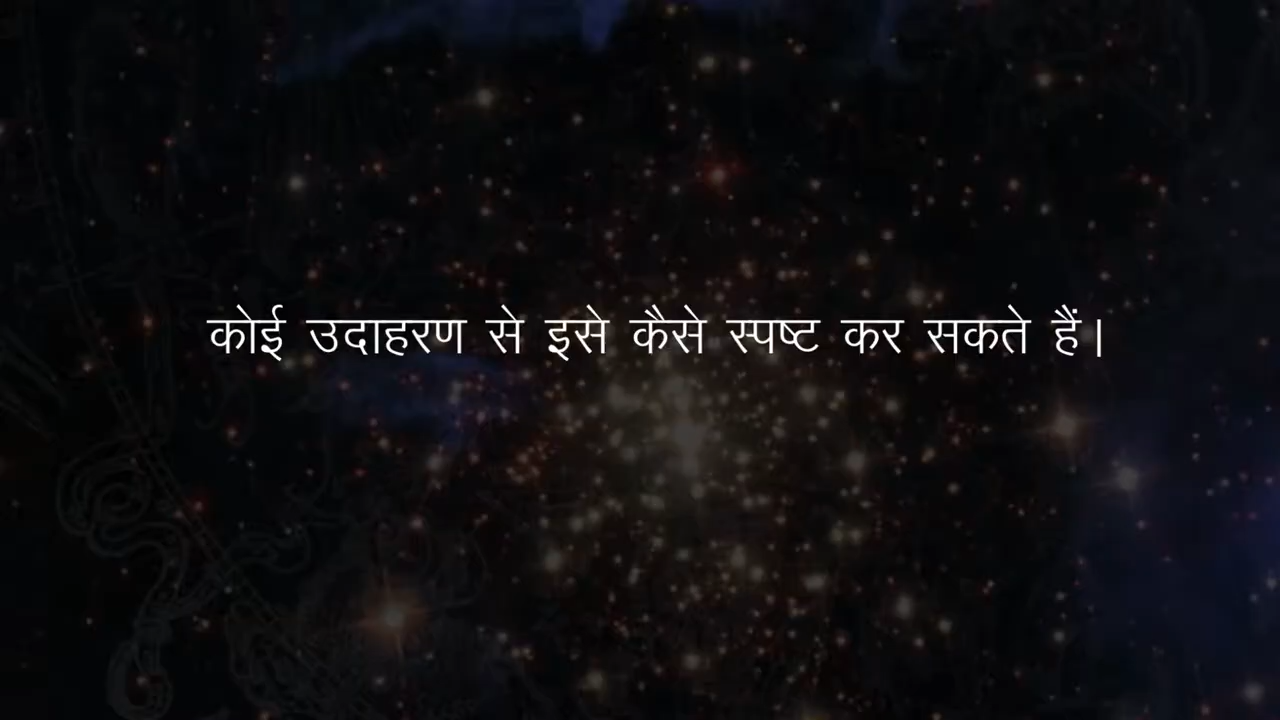 कोई उदाहरण से इसे कैसे स्पष्ट कर सकते हैं।